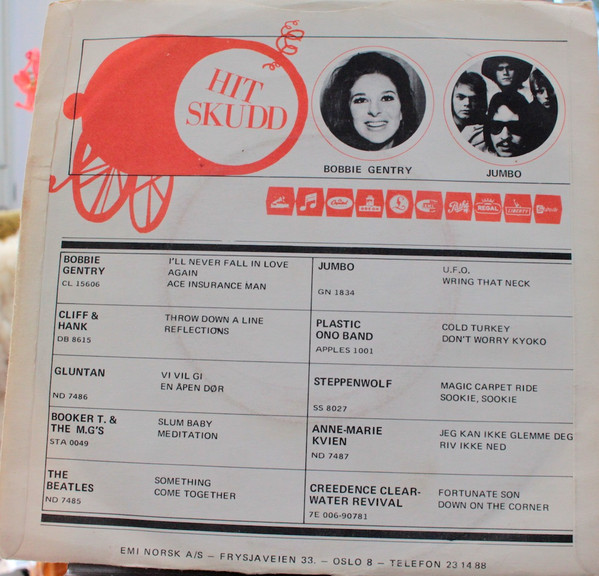 HIT
SKUDD
BOBBIE GENTRY
JUMBO
REGAL
LIBERTY
BOBBIE
GENTRY
CL 15606
I'LL NEVER FALL IN LOVE
AGAIN
ACE INSURANCE MAN
JUMBO
GN 1834
U.F.O.
WRING THAT NECK
CLIFF &
HANK
DB 8615
THROW DOWN A LINE
REFLECTIONS
PLASTIC
ONO BAND
APPLES 1001
COLD TURKEY
DON'T WORRY KYOKO
GLUNTAN
ND 7486
VI VIL GI
EN ÅPEN DØR
STEPPENWOLF
SS 8027
MAGIC CARPET RIDE
SOOKIE, SOOKIE
BOOKER T. &
THE M.G'S
STA 0049
SLUM BABY
MEDITATION
ANNE-MARIE
KVIEN
ND 7487
JEG KAN IKKE GLEMME DEG
RIV IKKE NED
THE
BEATLES
ND 7485
SOMETHING
COME TOGETHER
CREEDENCE CLEAR-
WATER REVIVAL
7E 006-90781
FORTUNATE SON
DOWN ON THE CORNER
EMI NORSK A/S – FRYSJAVEIEN 33. – OSLO 8 – TELEFON 23 14 88